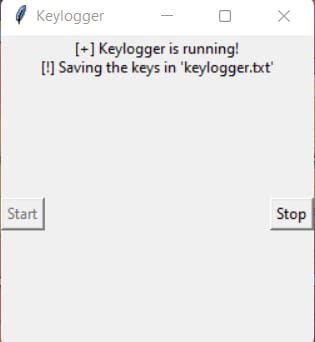 Keylogger
[+] Keylogger is running!
[!] Saving the keys in 'keylogger.txt'
Start
Stop